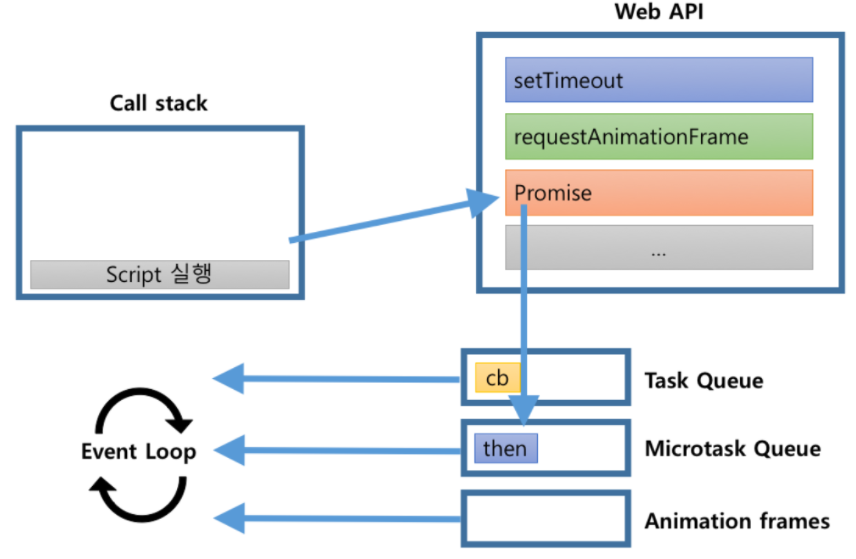 Web API
Call stack
setTimeout
requestAnimationFrame
Promise
...
Script 실행
cb
Task Queue
then
Microtask Queue
Event Loop
Animation frames